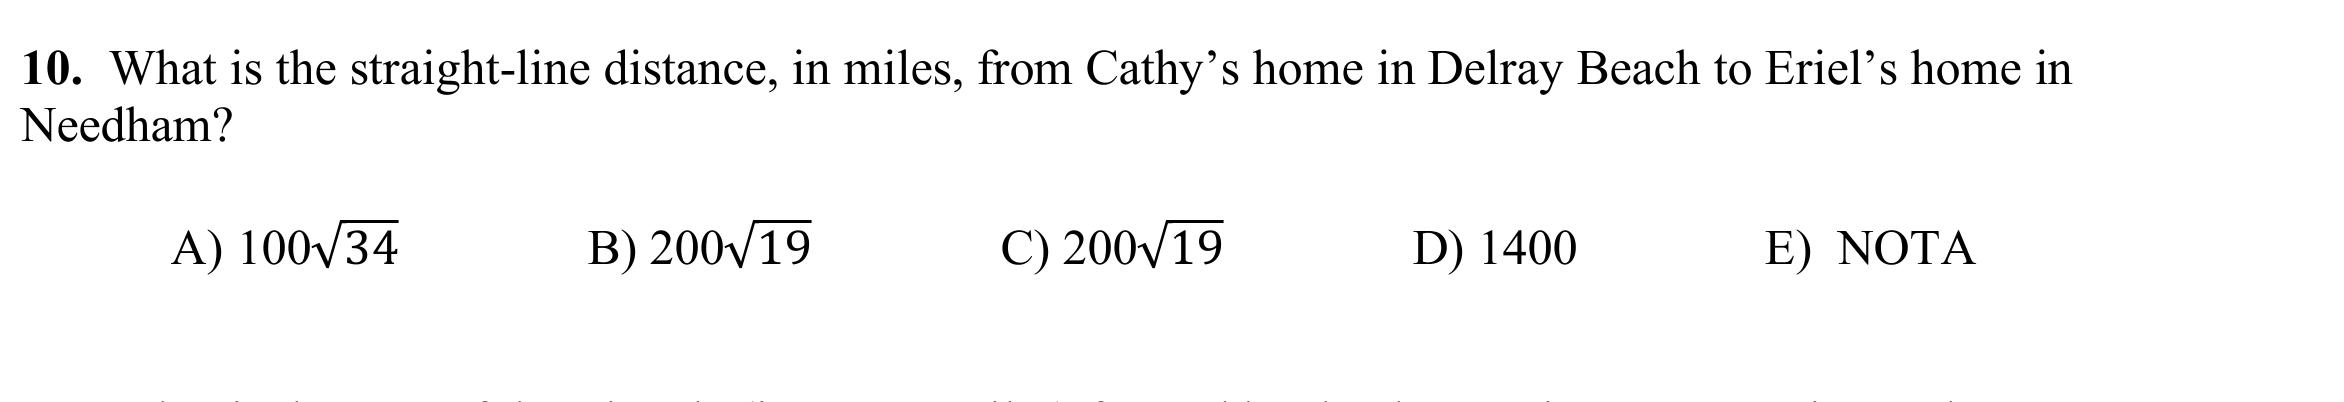 10. What is the straight-line distance, in miles, from Cathy’s home in Delray Beach to Eriel’s home in
Needham?
A) 100√34 B) 200√19 C) 200√19 D) 1400 E) NOTA